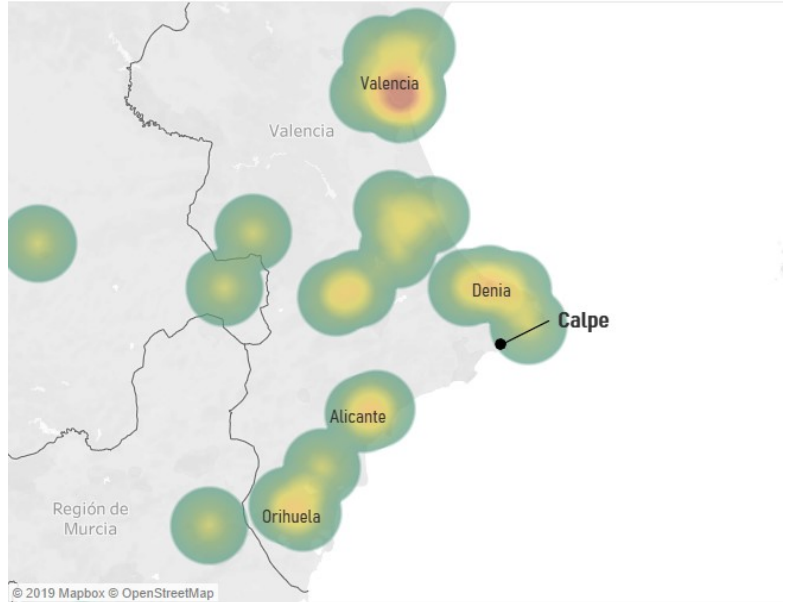 Valencia
Valencia
Denia
Calpe
Alicante
Orihuela
Región de
Murcia
© 2019 Mapbox © OpenStreetMap